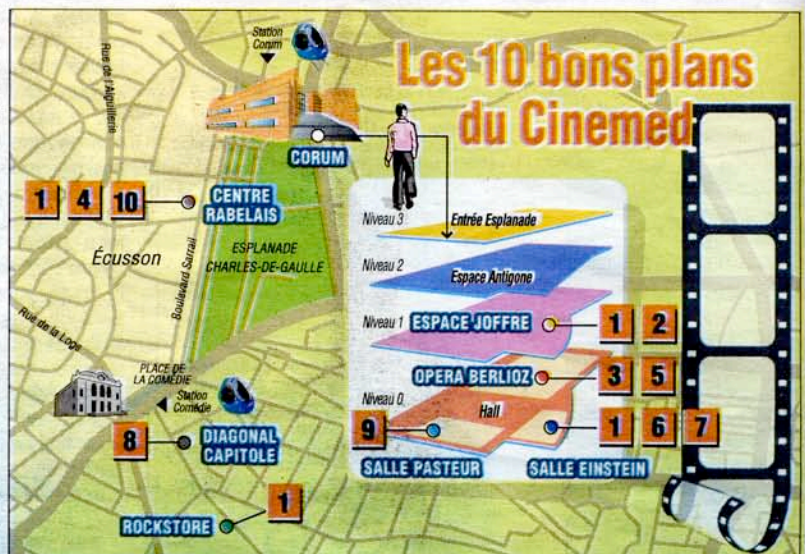 Les 10 bons plans
du Cinemed
Station
Corum
Rue de l'Aiguillerie
CORUM
1 4 10
CENTRE
RABELAIS
Écusson
Boulevard Sarrail
ESPLANADE
CHARLES-DE-GAULLE
Rue de la Loge
PLACE DE
LA COMÉDIE
Station
Comédie
8
DIAGONAL
CAPITOLE
ROCKSTORE
1
Niveau 3
Entrée Esplanade
Niveau 2
Espace Antigone
Niveau 1
ESPACE JOFFRE
1 2
OPERA BERLIOZ
3 5
Niveau 0
Hall
9
1 6 7
SALLE PASTEUR
SALLE EINSTEIN